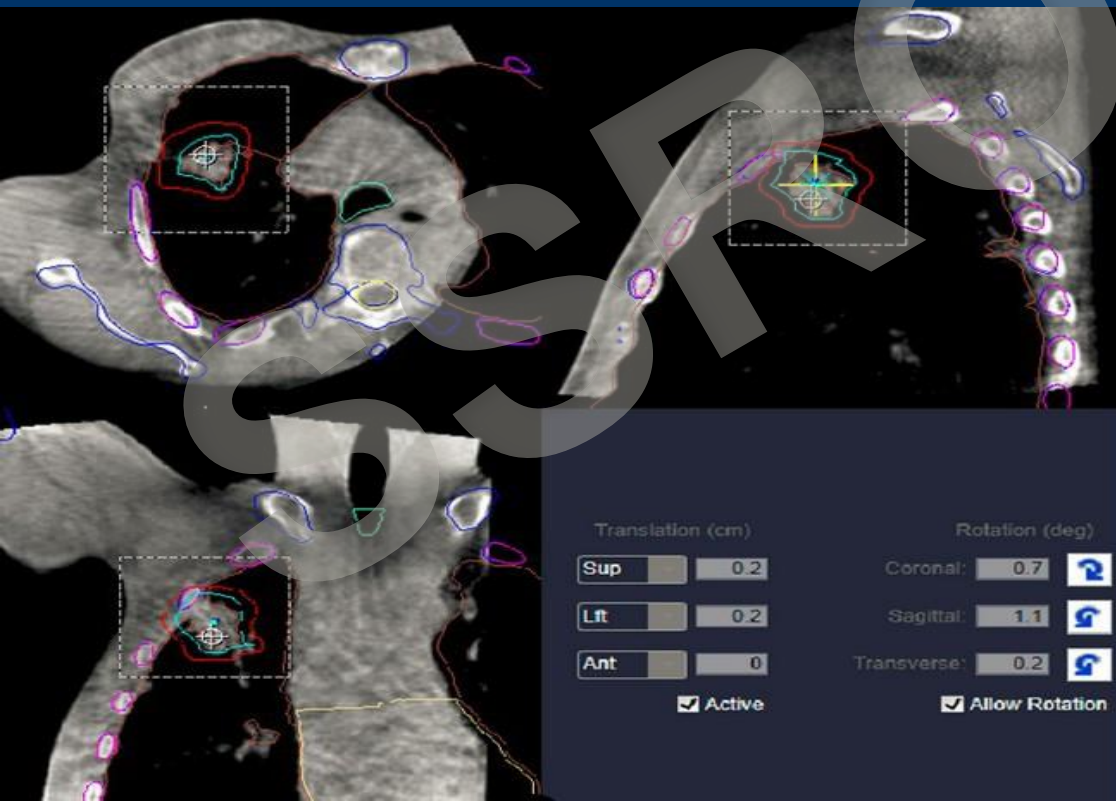 SSRO
Translation (cm)
Rotation (deg)
Sup 0.2
Coronal: 0.7
Lft 0.2
Sagittal: 1.1
Ant 0
Transverse: 0.2
Active
Allow Rotation